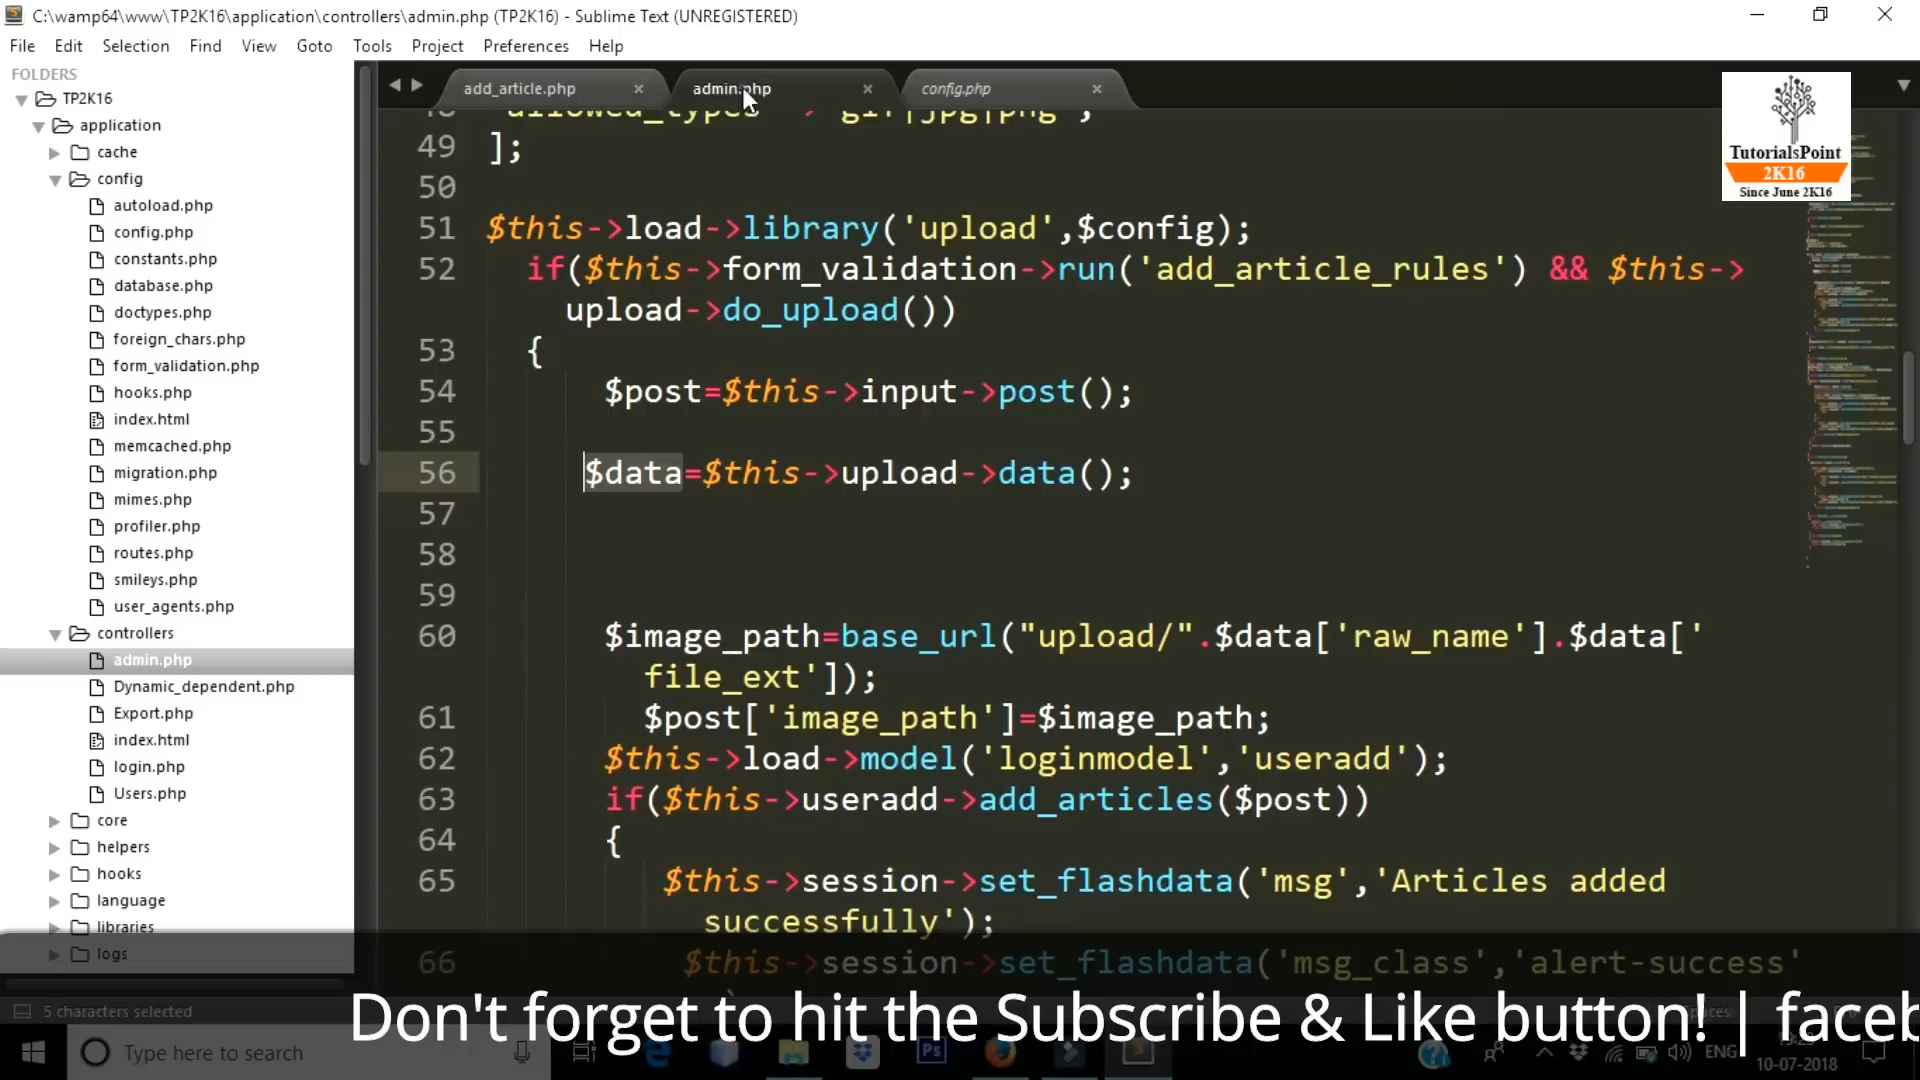 C:\wamp64\www\TP2K16\application\controllers\admin.php (TP2K16) - Sublime Text (UNREGISTERED)
File Edit Selection Find View Goto Tools Project Preferences Help
FOLDERS
TP2K16
application
cache
config
autoload.php
config.php
constants.php
database.php
doctypes.php
foreign_chars.php
form_validation.php
hooks.php
index.html
memcached.php
migration.php
mimes.php
profiler.php
routes.php
smileys.php
user_agents.php
controllers
admin.php
Dynamic_dependent.php
Export.php
index.html
login.php
Users.php
core
helpers
hooks
language
libraries
logs
add_article.php admin.php config.php
TutorialsPoint
2K16
Since June 2K16
48 'allowed_types' => 'gif|jpg|png',
49 ];
50
51 $this->load->library('upload',$config);
52 if($this->form_validation->run('add_article_rules') && $this->
upload->do_upload())
53 {
54 $post=$this->input->post();
55
56 $data=$this->upload->data();
57
58
59
60 $image_path=base_url("upload/".$data['raw_name'].$data['
file_ext']);
61 $post['image_path']=$image_path;
62 $this->load->model('loginmodel','useradd');
63 if($this->useradd->add_articles($post))
64 {
65 $this->session->set_flashdata('msg','Articles added
successfully');
66 $this->session->set_flashdata('msg_class','alert-success'
5 characters selected
Don't forget to hit the Subscribe & Like button! | faceb
Type here to search
ENG
10-07-2018